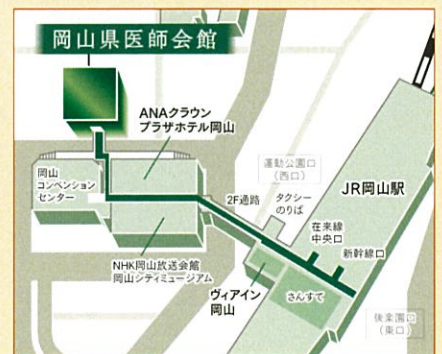 岡山県医師会館
ANAクラウン
プラザホテル岡山
岡山
コンベンション
センター
運動公園口
(西口)
JR岡山駅
2F通路
タクシー
のりば
在来線
中央口
新幹線口
NHK岡山放送会館
岡山シティミュージアム
ヴィアイン
岡山
さんすて
後楽園口
(東口)